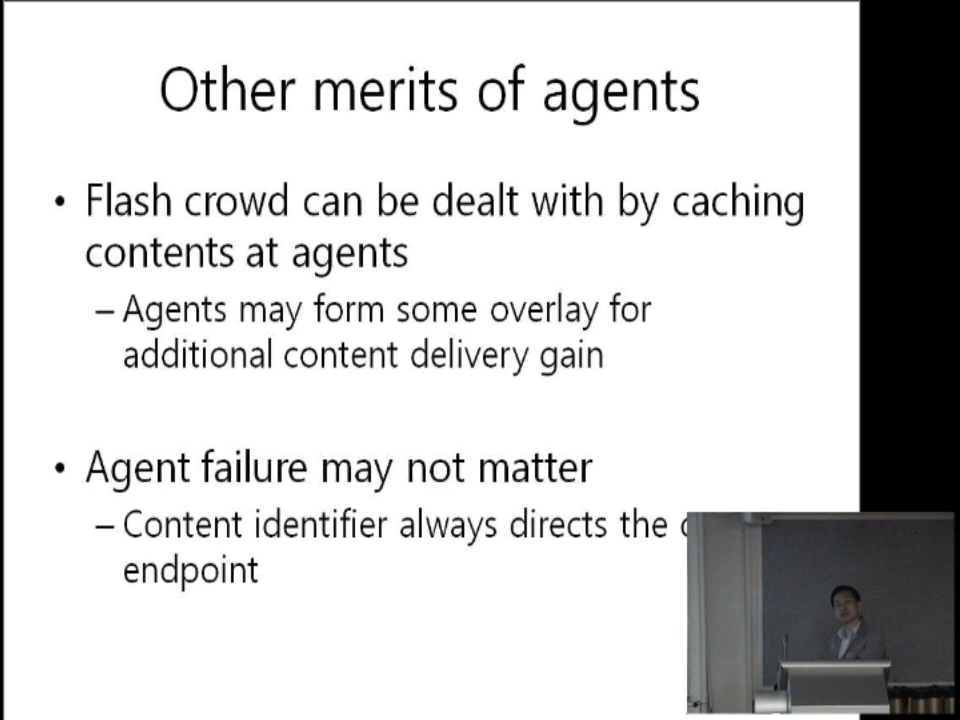 Other merits of agents
• Flash crowd can be dealt with by caching
contents at agents
– Agents may form some overlay for
additional content delivery gain
• Agent failure may not matter
– Content identifier always directs the
endpoint